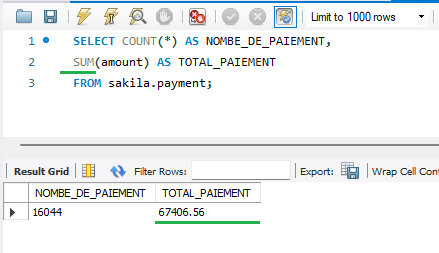 Limit to 1000 rows
1 SELECT COUNT(*) AS NOMBE_DE_PAIEMENT,
2 SUM(amount) AS TOTAL_PAIEMENT
3 FROM sakila.payment;
Result Grid Filter Rows: Export: Wrap Cell Cont
NOMBE_DE_PAIEMENT TOTAL_PAIEMENT
16044 67406.56